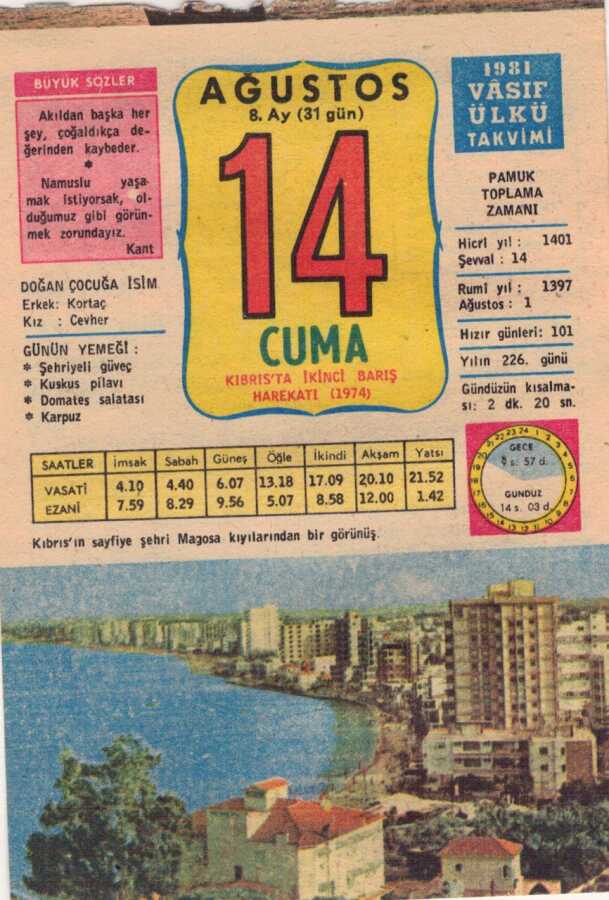 BÜYÜK SÖZLER
Akıldan başka her
şey, çoğaldıkça de-
ğerinden kaybeder.
*
Namuslu yaşa-
mak istiyorsak, ol-
duğumuz gibi görün-
mek zorundayız.
Kant
DOĞAN ÇOCUĞA İSİM
Erkek: Kortaç
Kız : Cevher
GÜNÜN YEMEĞİ :
* Şehriyeli güveç
* Kuskus pilavı
* Domates salatası
* Karpuz
AĞUSTOS
8. Ay (31 gün)
14
CUMA
KIBRIS'TA İKİNCİ BARIŞ
HAREKATI (1974)
1981
VÂSIF
ÜLKÜ
TAKVİMİ
PAMUK
TOPLAMA
ZAMANI
Hicrî yıl : 1401
Şevval : 14
Rumî yıl : 1397
Ağustos : 1
Hızır günleri: 101
Yılın 226. günü
Gündüzün kısalma-
sı: 2 dk. 20 sn.
SAATLER İmsak Sabah Güneş Öğle İkindi Akşam Yatsı
VASATİ 4.10 4.40 6.07 13.18 17.09 20.10 21.52
EZANİ 7.59 8.29 9.56 5.07 8.58 12.00 1.42
GECE
9 s. 57 d.
GUNDUZ
14 s. 03 d.
Kıbrıs'ın sayfiye şehri Magosa kıyılarından bir görünüş.